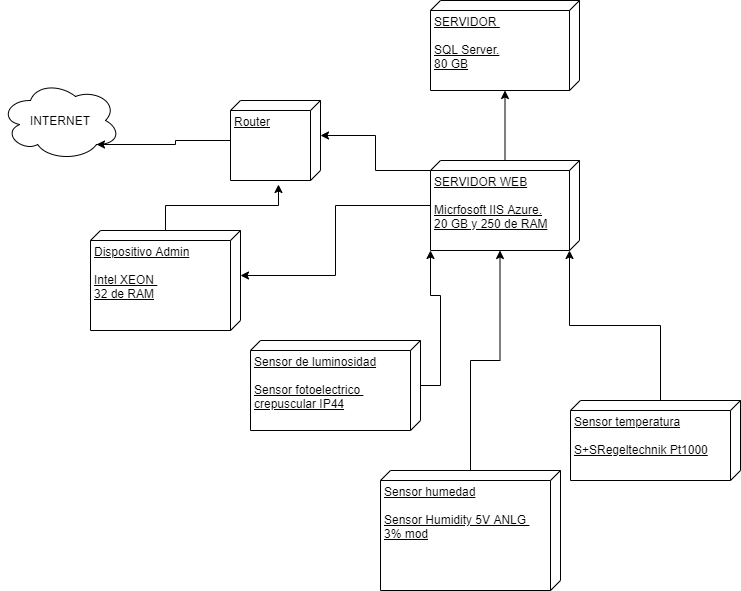 SERVIDOR
SQL Server.
80 GB
INTERNET
Router
SERVIDOR WEB
Micrfosoft IIS Azure.
20 GB y 250 de RAM
Dispositivo Admin
Intel XEON
32 de RAM
Sensor de luminosidad
Sensor fotoelectrico
crepuscular IP44
Sensor temperatura
S+SRegeltechnik Pt1000
Sensor humedad
Sensor Humidity 5V ANLG
3% mod